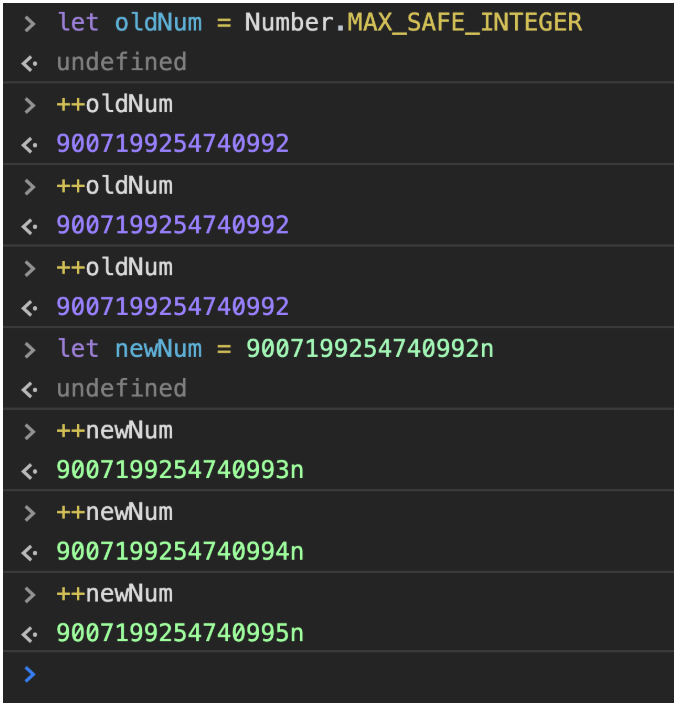 > let oldNum = Number.MAX_SAFE_INTEGER
<· undefined
> ++oldNum
<· 9007199254740992
> ++oldNum
<· 9007199254740992
> ++oldNum
<· 9007199254740992
> let newNum = 9007199254740992n
<· undefined
> ++newNum
<· 9007199254740993n
> ++newNum
<· 9007199254740994n
> ++newNum
<· 9007199254740995n
>